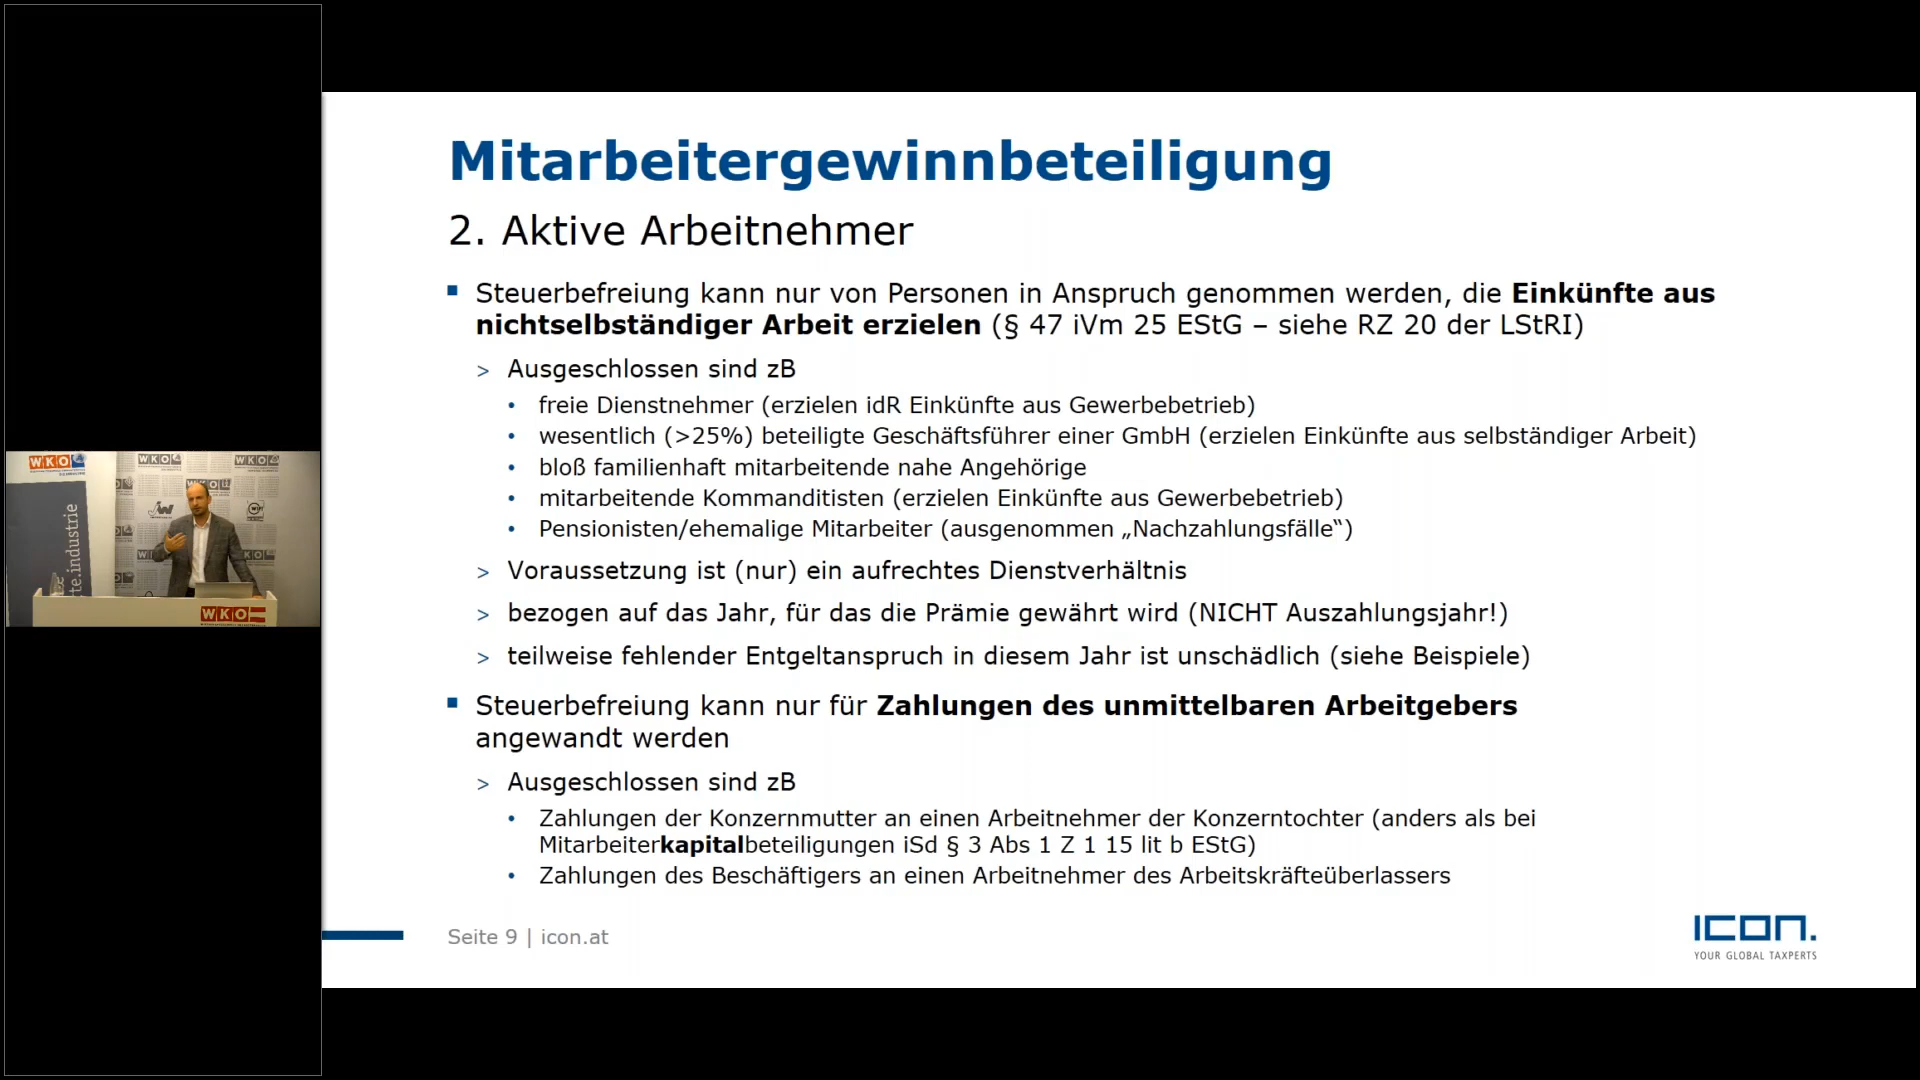 Mitarbeitergewinnbeteiligung
2. Aktive Arbeitnehmer
▪ Steuerbefreiung kann nur von Personen in Anspruch genommen werden, die Einkünfte aus
nichtselbständiger Arbeit erzielen (§ 47 iVm 25 EStG – siehe RZ 20 der LStRI)
> Ausgeschlossen sind zB
• freie Dienstnehmer (erzielen idR Einkünfte aus Gewerbebetrieb)
• wesentlich (>25%) beteiligte Geschäftsführer einer GmbH (erzielen Einkünfte aus selbständiger Arbeit)
• bloß familienhaft mitarbeitende nahe Angehörige
• mitarbeitende Kommanditisten (erzielen Einkünfte aus Gewerbebetrieb)
• Pensionisten/ehemalige Mitarbeiter (ausgenommen „Nachzahlungsfälle“)
> Voraussetzung ist (nur) ein aufrechtes Dienstverhältnis
> bezogen auf das Jahr, für das die Prämie gewährt wird (NICHT Auszahlungsjahr!)
> teilweise fehlender Entgeltanspruch in diesem Jahr ist unschädlich (siehe Beispiele)
▪ Steuerbefreiung kann nur für Zahlungen des unmittelbaren Arbeitgebers
angewandt werden
> Ausgeschlossen sind zB
• Zahlungen der Konzernmutter an einen Arbeitnehmer der Konzerntochter (anders als bei
Mitarbeiterkapitalbeteiligungen iSd § 3 Abs 1 Z 1 15 lit b EStG)
• Zahlungen des Beschäftigers an einen Arbeitnehmer des Arbeitskräfteüberlassers
Seite 9 | icon.at
ICON.
YOUR GLOBAL TAXPERTS
WKO
WKO
WKO
WKO
te.industrie
WKO
WKO